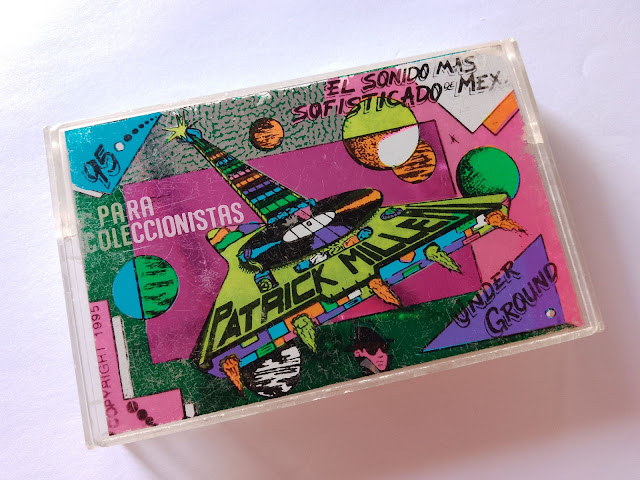 EL SONIDO MAS
SOFISTICADO DE MEX.
95
PARA
COLECCIONISTAS
PATRICK MILLER
UNDER
GROUND
COPYRIGHT 1995